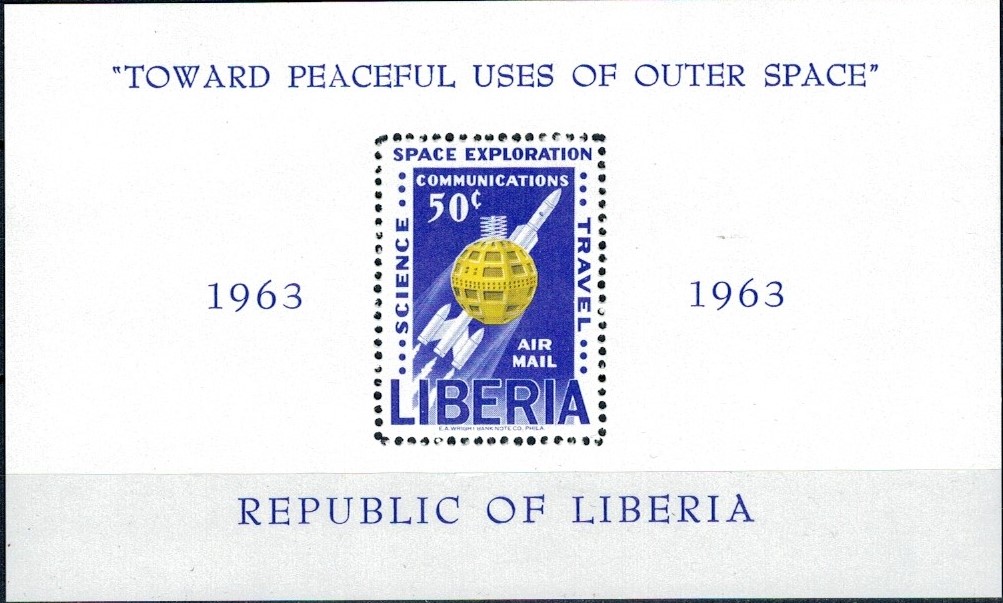 "TOWARD PEACEFUL USES OF OUTER SPACE"
SPACE EXPLORATION
COMMUNICATIONS
50¢
SCIENCE
TRAVEL
1963
1963
AIR
MAIL
LIBERIA
E.A. WRIGHT BANK NOTE CO. PHILA.
REPUBLIC OF LIBERIA